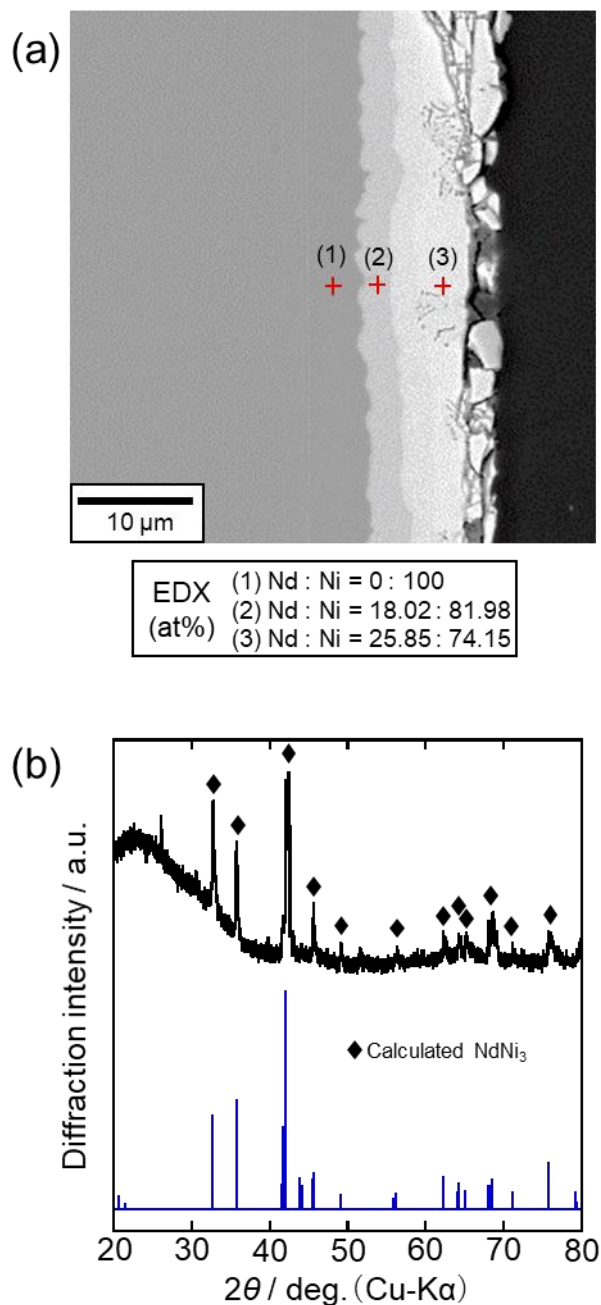 (a)
(1)
(2)
(3)
10 μm
EDX
(at%)
(1) Nd : Ni = 0 : 100
(2) Nd : Ni = 18.02 : 81.98
(3) Nd : Ni = 25.85 : 74.15
(b)
Diffraction intensity / a.u.
◆ Calculated NdNi₃
20 30 40 50 60 70 80
2θ / deg. (Cu-Kα)